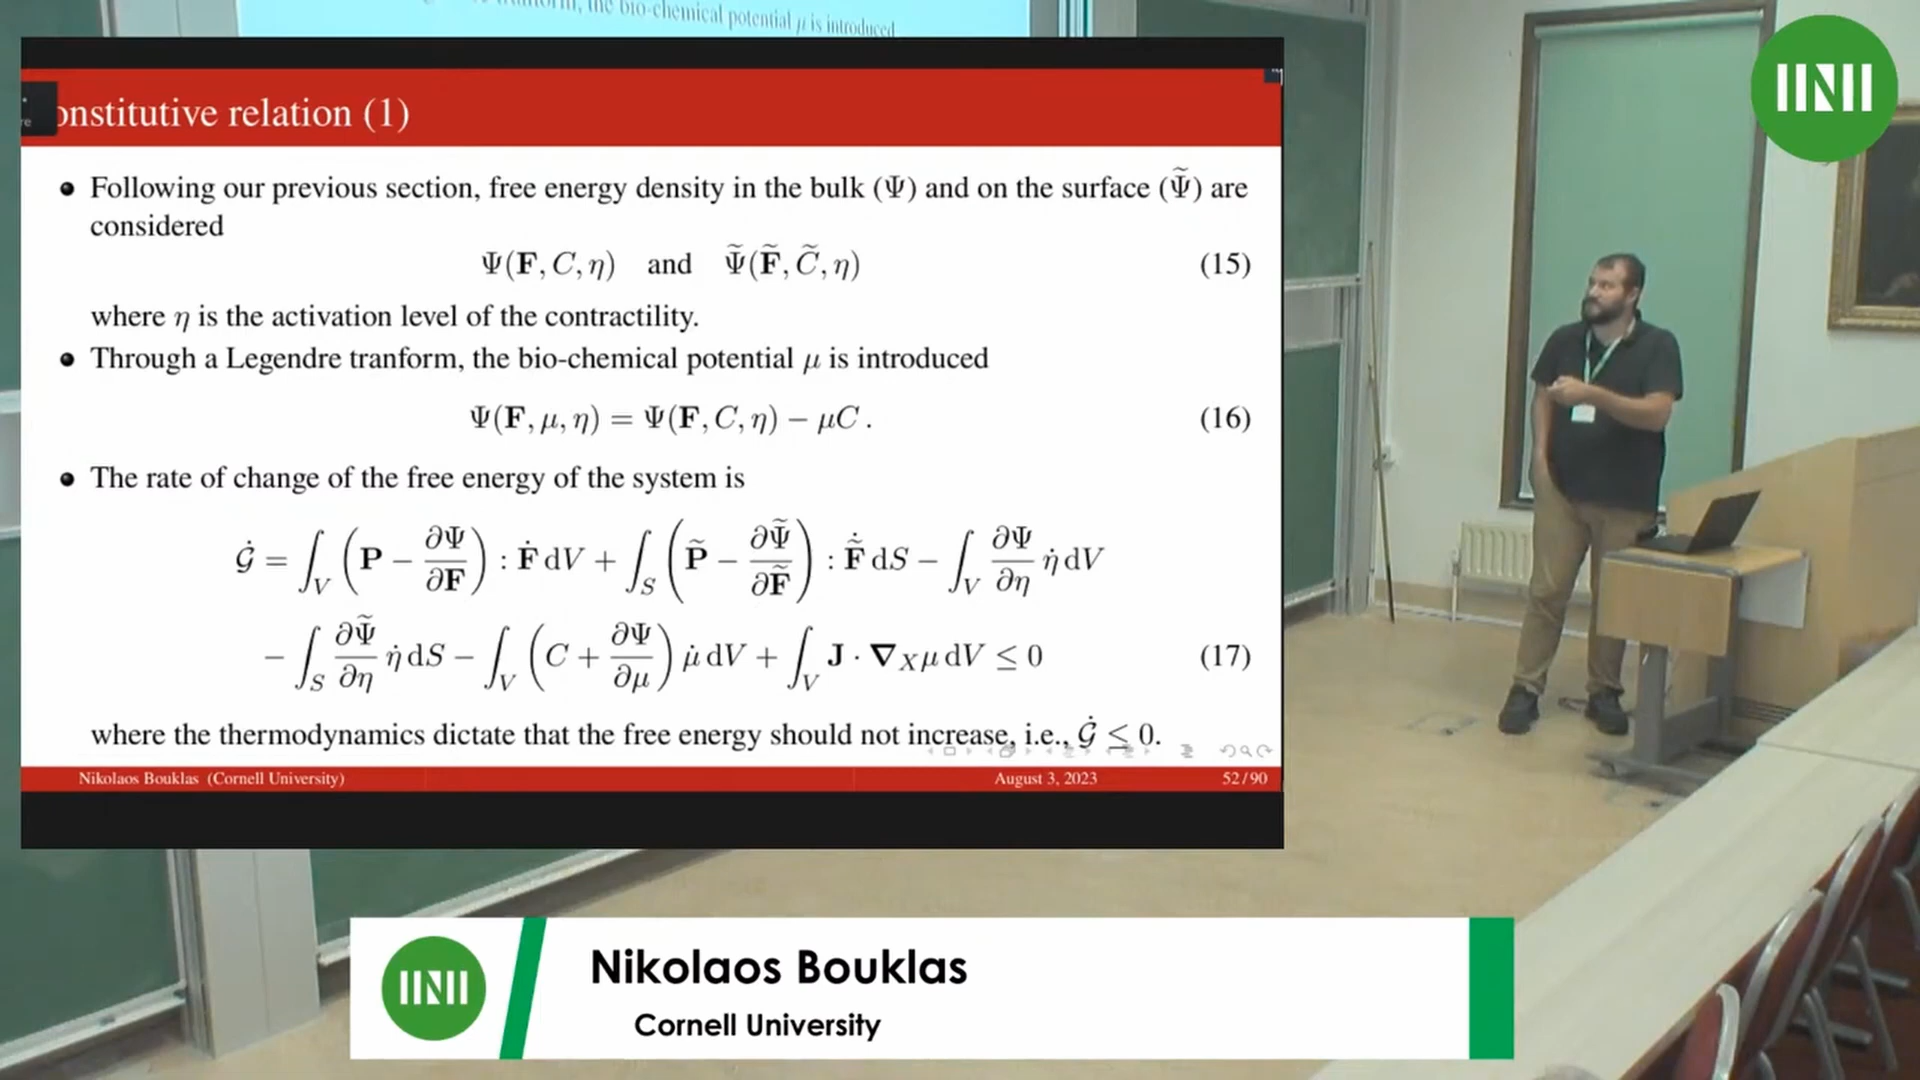 the bio-chemical potential μ is introduced
onstitutive relation (1)
Following our previous section, free energy density in the bulk (Ψ) and on the surface (Ψ̃) are
considered
Ψ(F, C, η) and Ψ̃(F̃, C̃, η) (15)
where η is the activation level of the contractility.
Through a Legendre tranform, the bio-chemical potential μ is introduced
Ψ(F, μ, η) = Ψ(F, C, η) − μC . (16)
The rate of change of the free energy of the system is
𝒢̇ = ∫_V (P − ∂Ψ/∂F) : Ḟ dV + ∫_S (P̃ − ∂Ψ̃/∂F̃) : F̃̇ dS − ∫_V ∂Ψ/∂η η̇ dV
− ∫_S ∂Ψ̃/∂η η̇ dS − ∫_V (C + ∂Ψ/∂μ) μ̇ dV + ∫_V J · ∇_X μ dV ≤ 0 (17)
where the thermodynamics dictate that the free energy should not increase, i.e., 𝒢̇ ≤ 0.
Nikolaos Bouklas (Cornell University) August 3, 2023 52/90
Nikolaos Bouklas
Cornell University